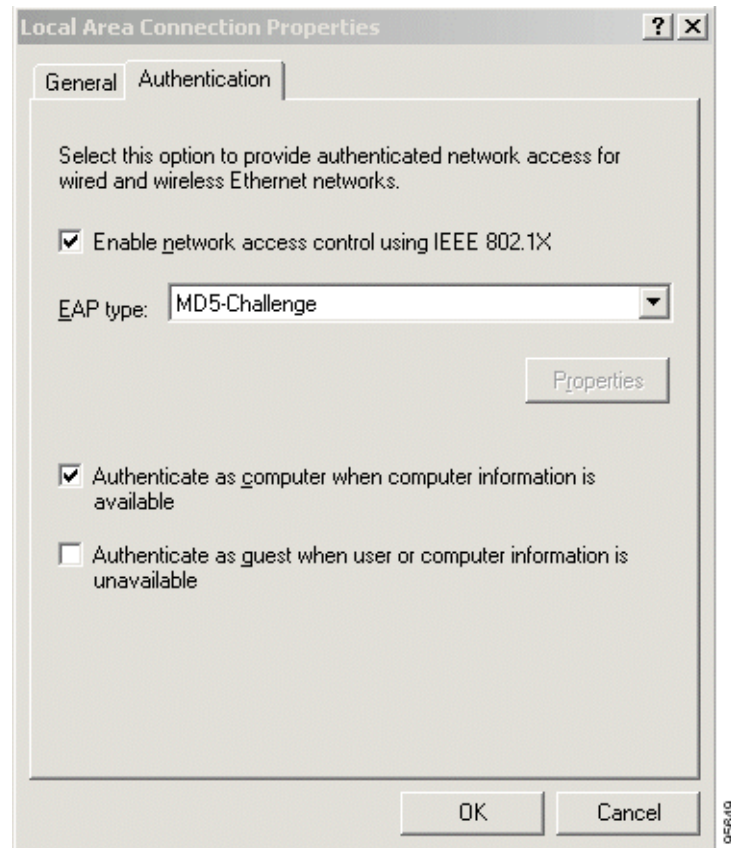 Local Area Connection Properties
General
Authentication
Select this option to provide authenticated network access for
wired and wireless Ethernet networks.
Enable network access control using IEEE 802.1X
EAP type:
MD5-Challenge
Properties
Authenticate as computer when computer information is
available
Authenticate as guest when user or computer information is
unavailable
OK
Cancel
95649